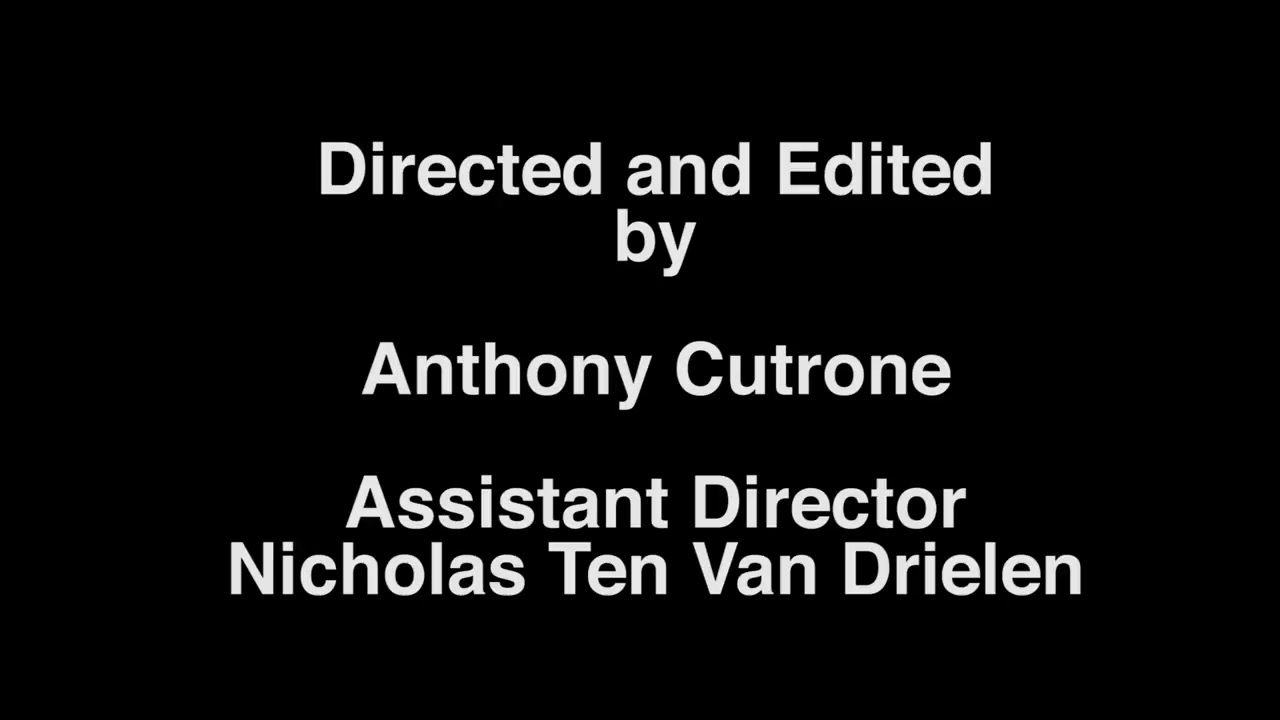 Directed and Edited
by
Anthony Cutrone
Assistant Director
Nicholas Ten Van Drielen